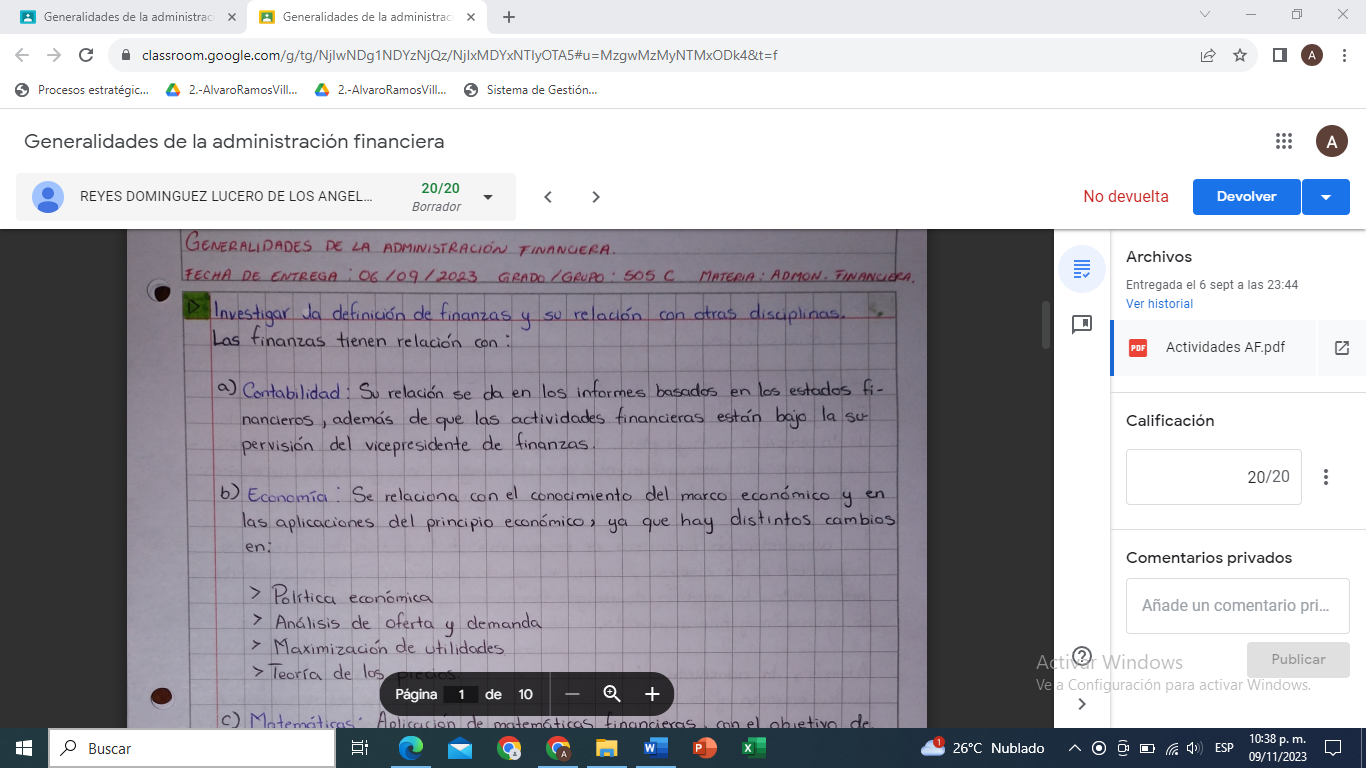 Generalidades de la administrac
Generalidades de la administrac
classroom.google.com/g/tg/NjIwNDg1NDYzNjQz/NjIxMDYxNTIyOTA5#u=MzgwMzMyNTMxODk4&t=f
A
Procesos estratégic...
2.-AlvaroRamosVill...
2.-AlvaroRamosVill...
Sistema de Gestión...
Generalidades de la administración financiera
A
REYES DOMINGUEZ LUCERO DE LOS ANGEL...
20/20
Borrador
No devuelta
Devolver
GENERALIDADES DE LA ADMINISTRACIÓN FINANCIERA.
FECHA DE ENTREGA : 06/09/2023 GRADO/GRUPO : 505 C MATERIA : ADMON. FINANCIERA.
Investigar la definición de finanzas y su relación con otras disciplinas.
Las finanzas tienen relación con :
a) Contabilidad : Su relación se da en los informes basados en los estados fi-
nancieros, además de que las actividades financieras están bajo la su-
pervisión del vicepresidente de finanzas.
b) Economía : Se relaciona con el conocimiento del marco económico y en
las aplicaciones del principio económico, ya que hay distintos cambios
en:
> Política económica
> Análisis de oferta y demanda
> Maximización de utilidades
> Teoría de los precios.
c) Matemáticas : Aplicación de matemáticas financieras, con el objetivo de
Página 1 de 10
Archivos
Entregada el 6 sept a las 23:44
Ver historial
PDF
Actividades AF.pdf
Calificación
20/20
Comentarios privados
Añade un comentario pri...
Publicar
Activar Windows
Ve a Configuración para activar Windows.
Buscar
1
26°C Nublado
ESP
10:38 p. m.
09/11/2023